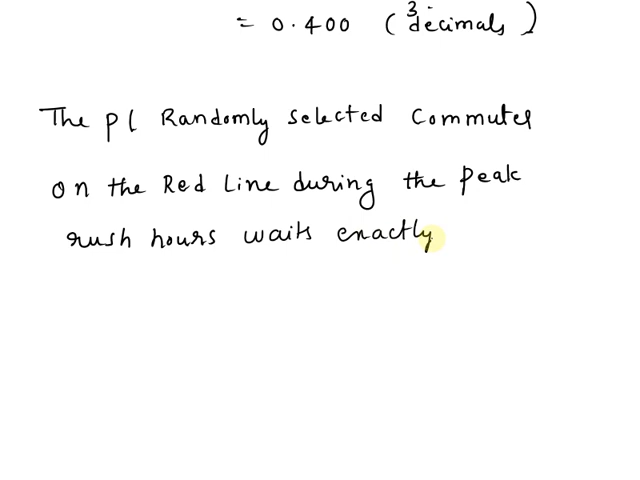 = 0.400 (3 decimals)
The P( Randomly selected Commuter
on the Red Line during the peak
rush hours waits exactly